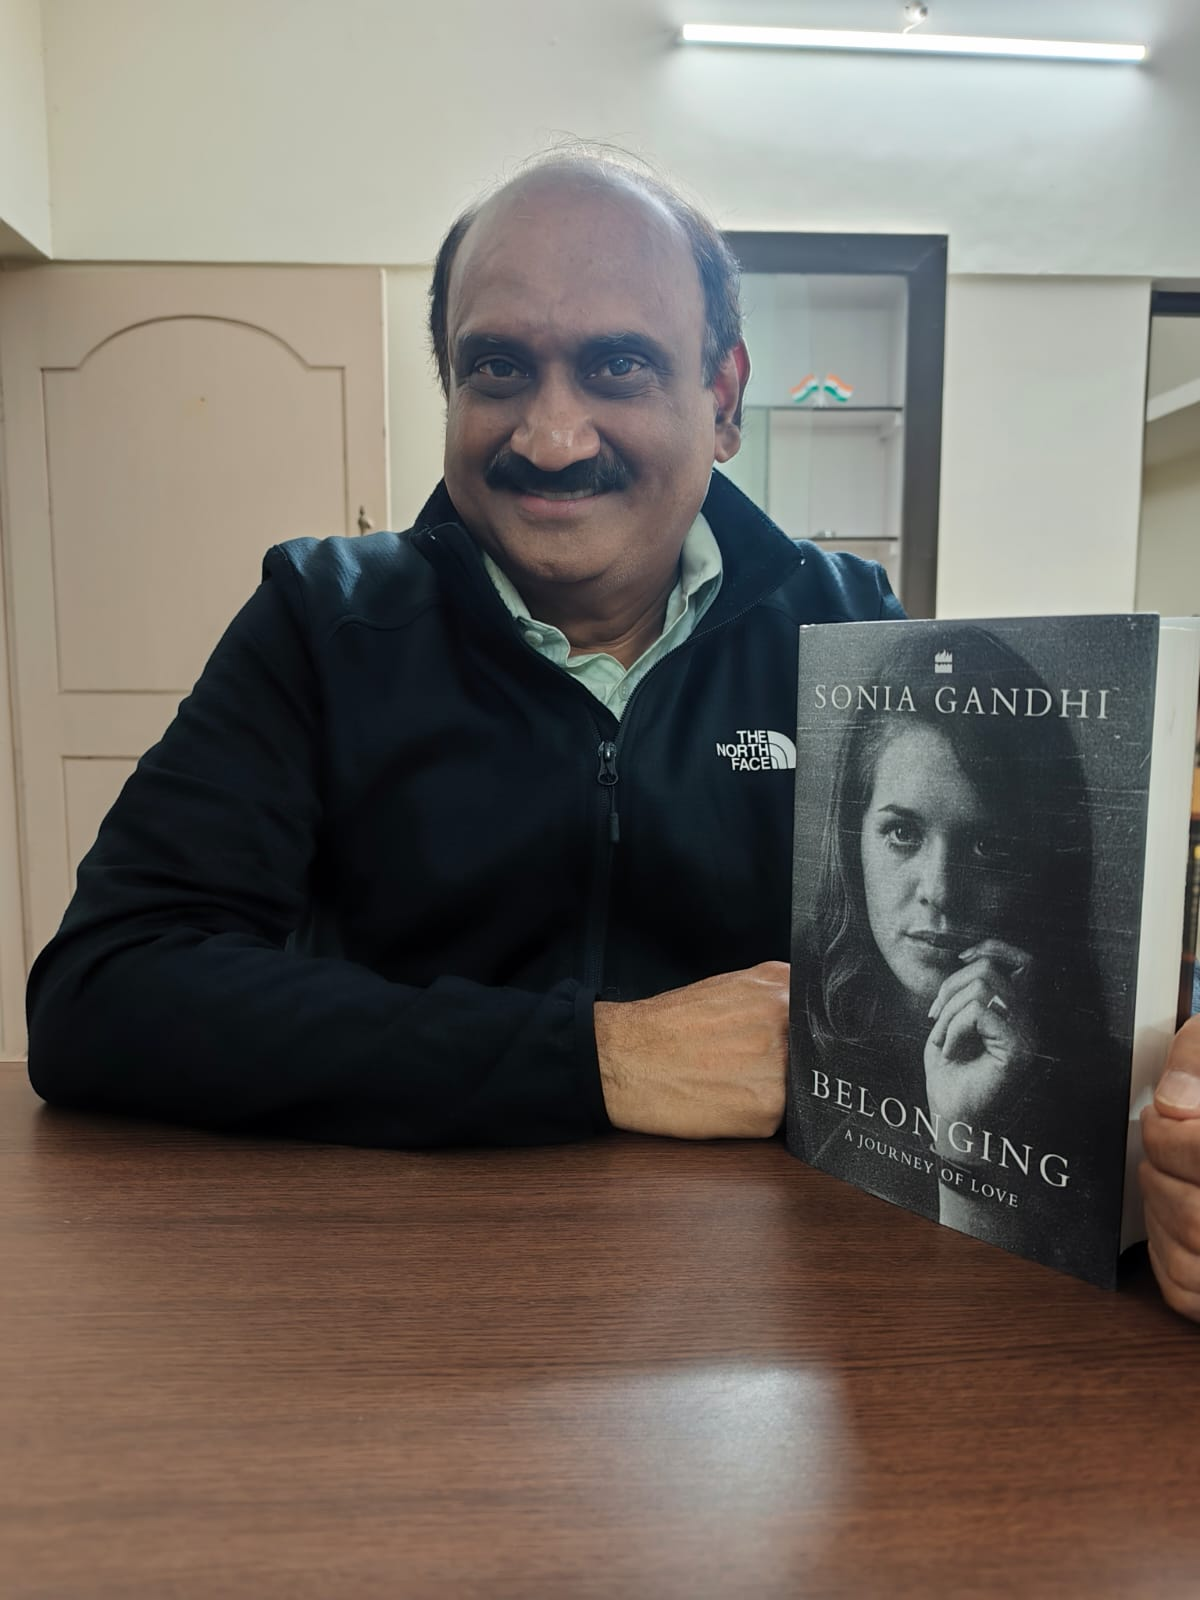 THE
NORTH
FACE
SONIA GANDHI
BELONGING
A JOURNEY OF LOVE